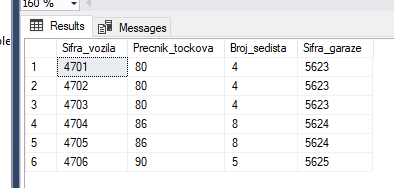 160 %
Results Messages
Sifra_vozila Precnik_tockova Broj_sedista Sifra_garaze
1 4701 80 4 5623
2 4702 80 4 5623
3 4703 80 4 5623
4 4704 86 8 5624
5 4705 86 8 5624
6 4706 90 5 5625